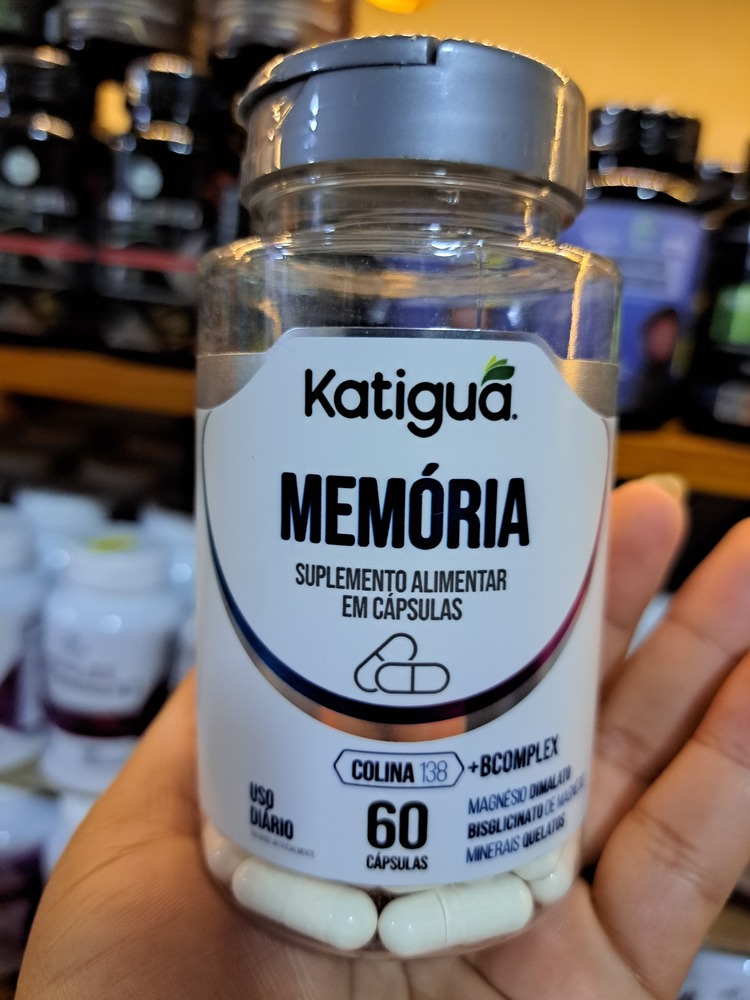 Katiguá
MEMÓRIA
SUPLEMENTO ALIMENTAR
EM CÁPSULAS
COLINA 138 +BCOMPLEX
USO
DIÁRIO
60
CÁPSULAS
MAGNÉSIO DIMALATO
BISGLICINATO DE
MINERAIS QUELATOS